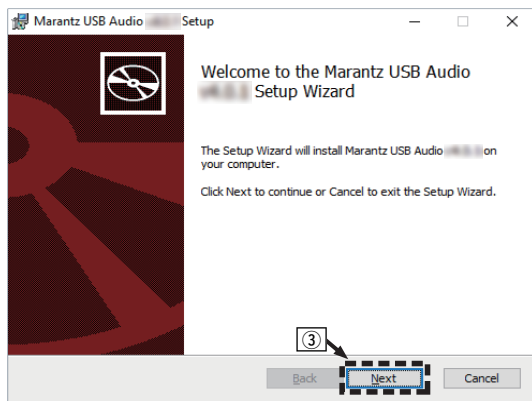 Marantz USB Audio Setup
Welcome to the Marantz USB Audio
Setup Wizard
The Setup Wizard will install Marantz USB Audio on
your computer.
Click Next to continue or Cancel to exit the Setup Wizard.
③
Back Next Cancel